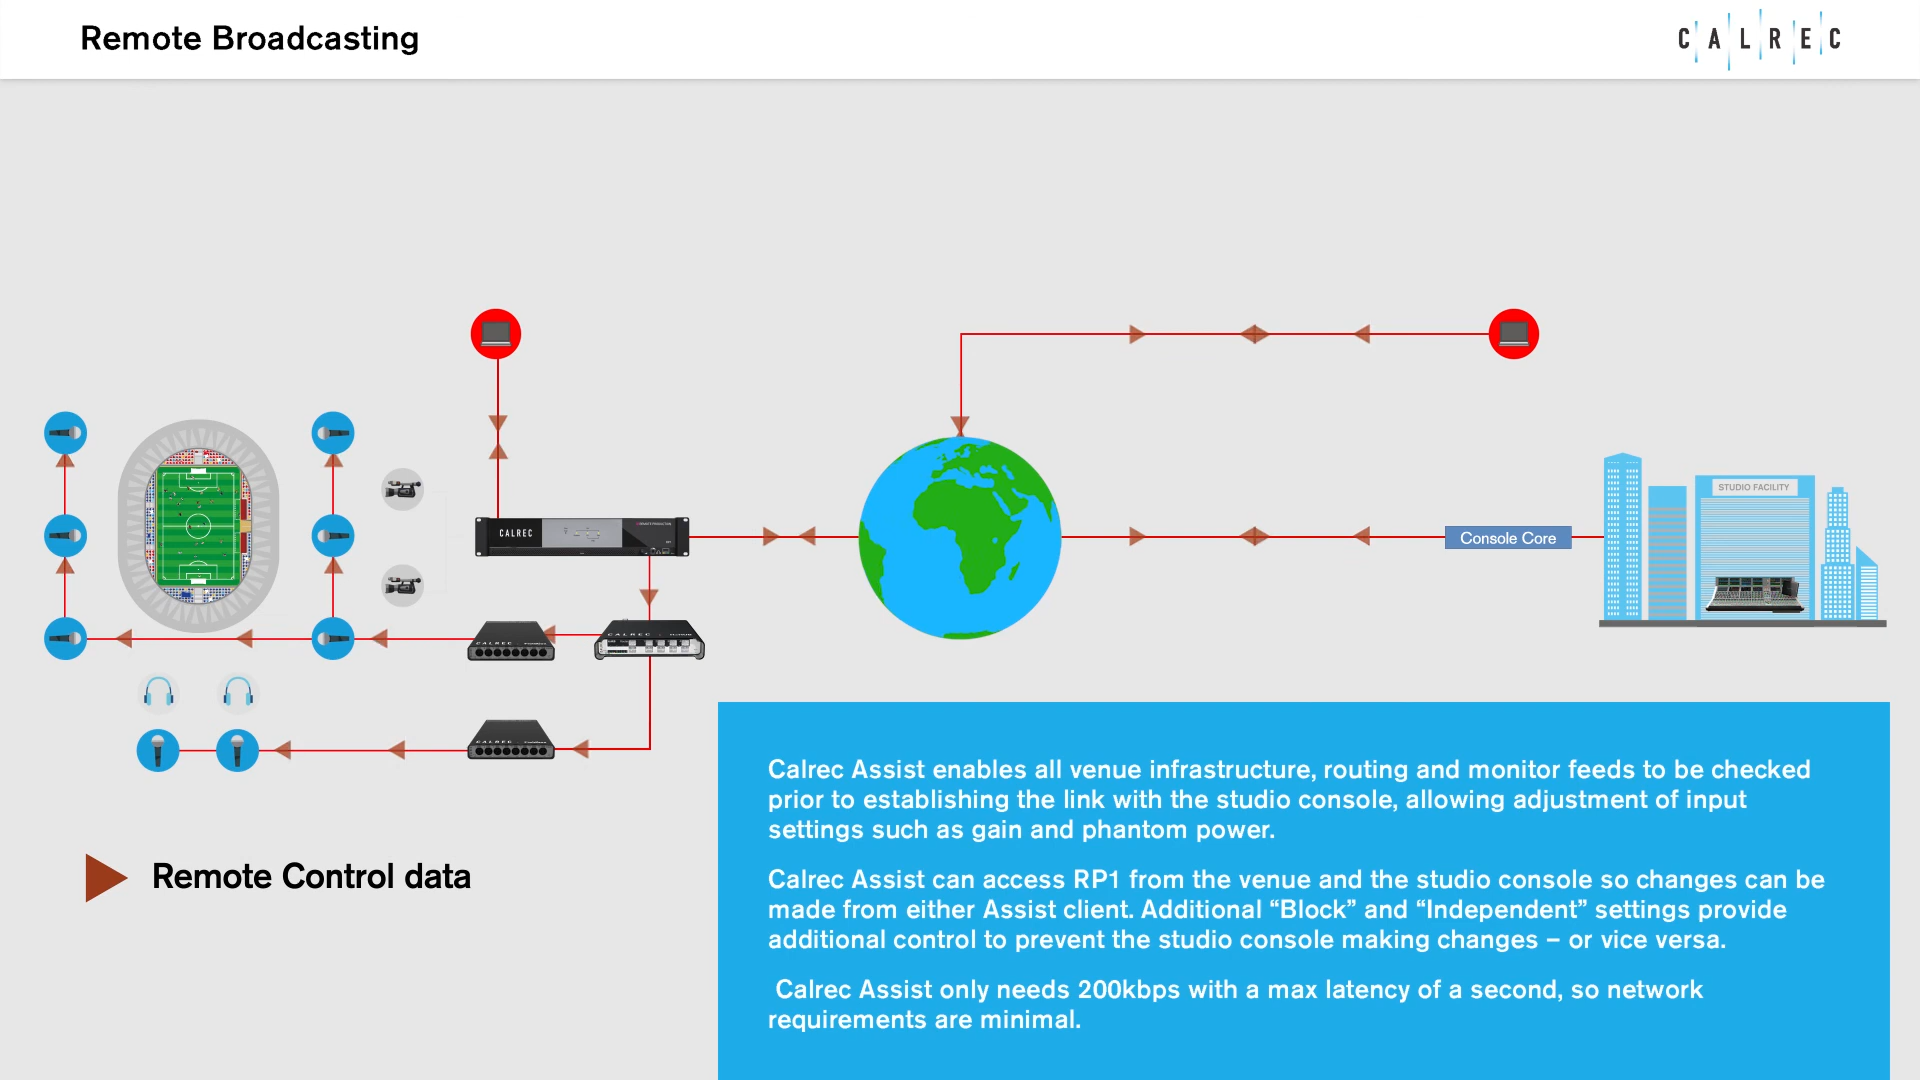 Remote Broadcasting
CALREC
CALREC
Console Core
STUDIO FACILITY
CALREC
CALREC
CALREC
Remote Control data
Calrec Assist enables all venue infrastructure, routing and monitor feeds to be checked
prior to establishing the link with the studio console, allowing adjustment of input
settings such as gain and phantom power.
Calrec Assist can access RP1 from the venue and the studio console so changes can be
made from either Assist client. Additional “Block” and “Independent” settings provide
additional control to prevent the studio console making changes – or vice versa.
Calrec Assist only needs 200kbps with a max latency of a second, so network
requirements are minimal.